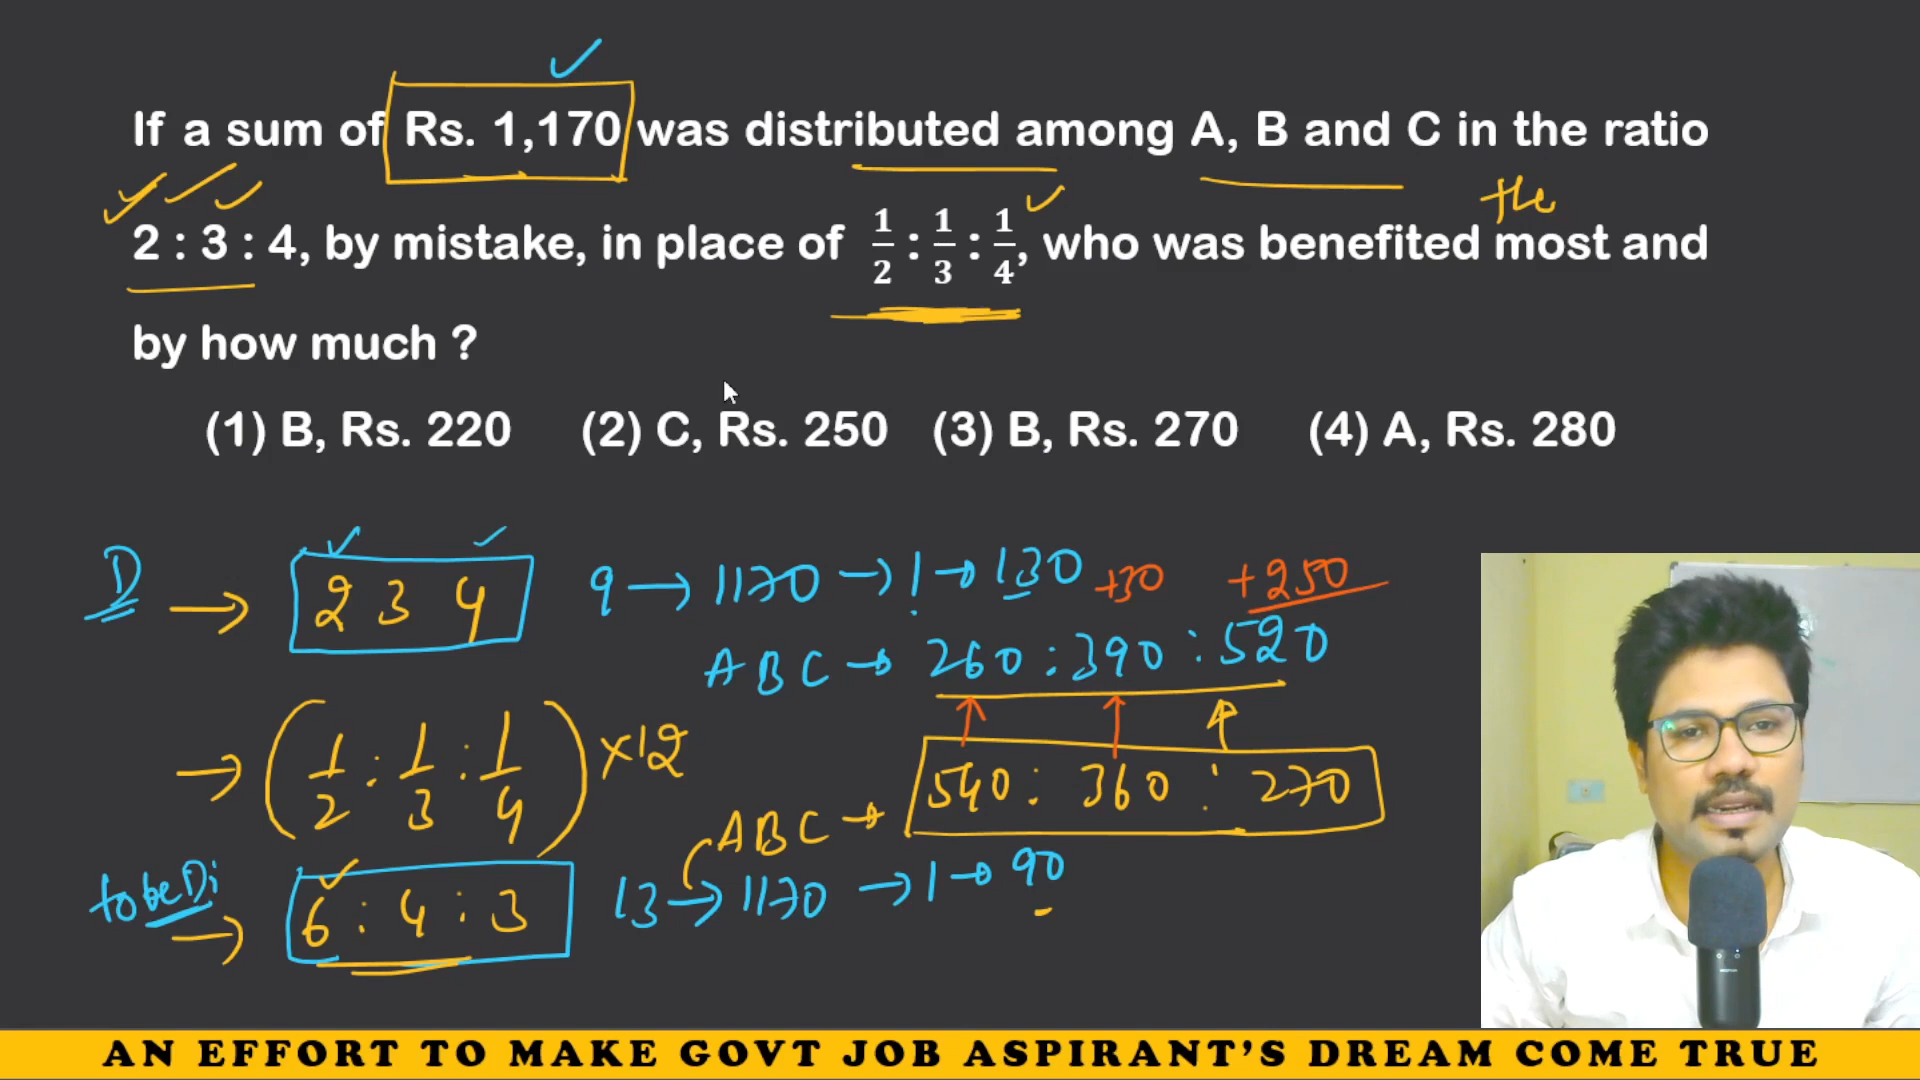 If a sum of Rs. 1,170 was distributed among A, B and C in the ratio
the
2 : 3 : 4, by mistake, in place of 1/2 : 1/3 : 1/4, who was benefited most and
by how much ?
(1) B, Rs. 220 (2) C, Rs. 250 (3) B, Rs. 270 (4) A, Rs. 280
D → 2 3 4 9 → 1170 → 1 → 130 +30 +250
A B C → 260 : 390 : 520
→ (1/2 : 1/3 : 1/4) ×12
A B C → 540 : 360 : 270
to be Di → 6 : 4 : 3 13 → 1170 → 1 → 90
AN EFFORT TO MAKE GOVT JOB ASPIRANT'S DREAM COME TRUE